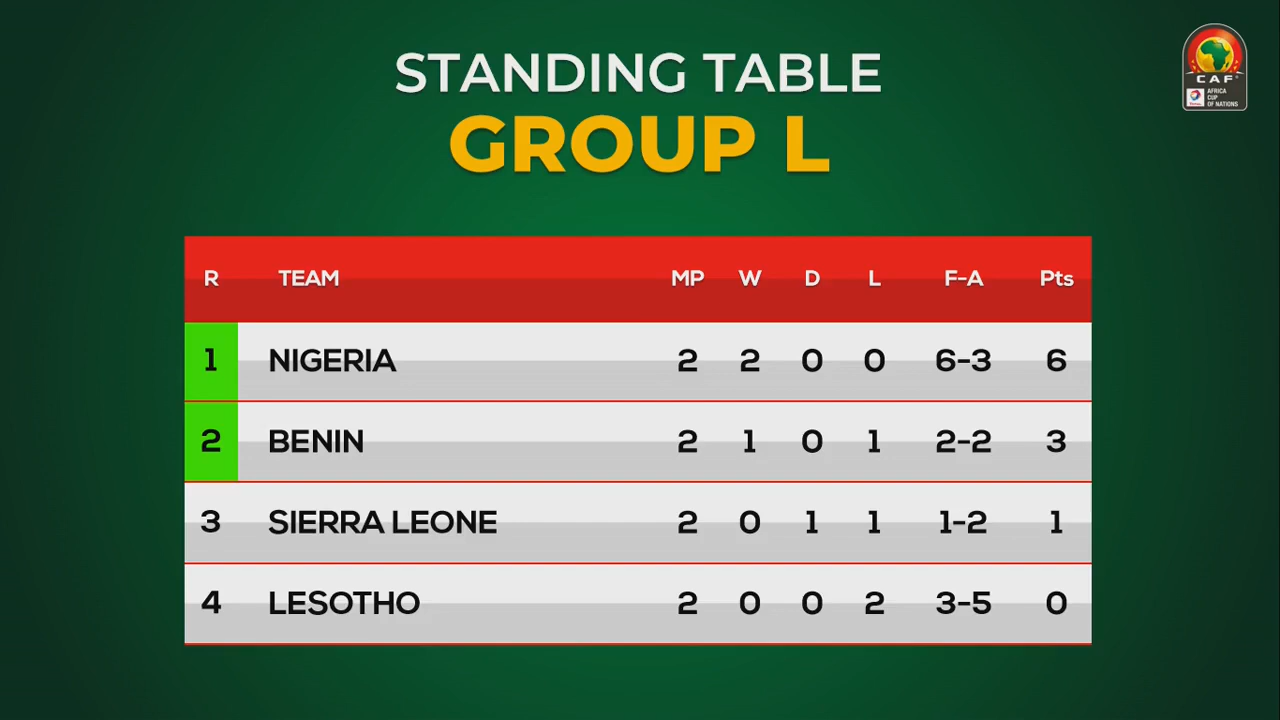 STANDING TABLE
GROUP L
CAF
AFRICA
CUP
OF NATIONS
R TEAM MP W D L F-A Pts
1 NIGERIA 2 2 0 0 6-3 6
2 BENIN 2 1 0 1 2-2 3
3 SIERRA LEONE 2 0 1 1 1-2 1
4 LESOTHO 2 0 0 2 3-5 0